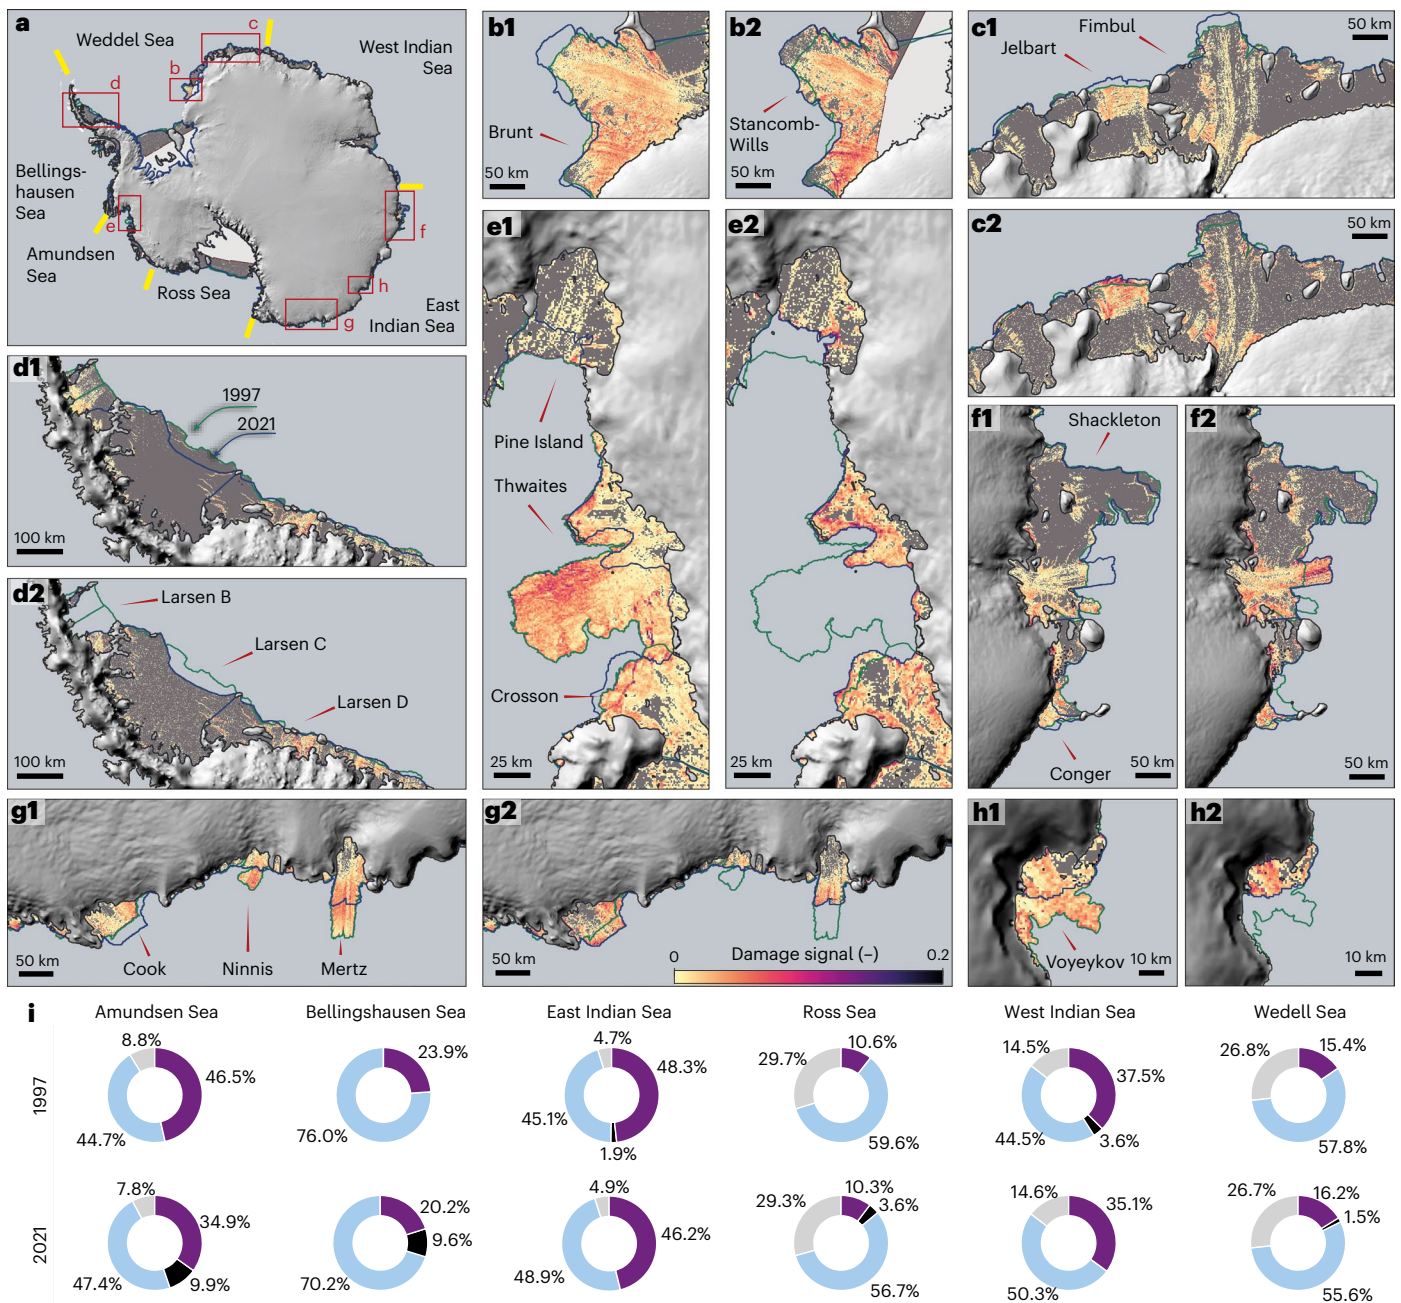 a
Weddel Sea
c
West Indian
Sea
b
d
Bellings-
hausen
Sea
e
f
Amundsen
Sea
Ross Sea
h
g
East
Indian Sea
b1
Brunt
50 km
b2
Stancomb-
Wills
50 km
c1
Fimbul
Jelbart
50 km
c2
50 km
d1
1997
2021
100 km
d2
Larsen B
Larsen C
Larsen D
100 km
e1
Pine Island
Thwaites
Crosson
25 km
e2
25 km
f1
Shackleton
Conger
50 km
f2
50 km
g1
50 km
Cook
Ninnis
Mertz
g2
50 km
0
Damage signal (–)
0.2
h1
Voyeykov
10 km
h2
10 km
i
Amundsen Sea
Bellingshausen Sea
East Indian Sea
Ross Sea
West Indian Sea
Wedell Sea
1997
8.8%
46.5%
44.7%
23.9%
76.0%
4.7%
48.3%
45.1%
1.9%
10.6%
29.7%
59.6%
14.5%
37.5%
44.5%
3.6%
26.8%
15.4%
57.8%
2021
7.8%
34.9%
47.4%
9.9%
20.2%
9.6%
70.2%
4.9%
46.2%
48.9%
10.3%
29.3%
3.6%
56.7%
14.6%
35.1%
50.3%
26.7%
16.2%
1.5%
55.6%